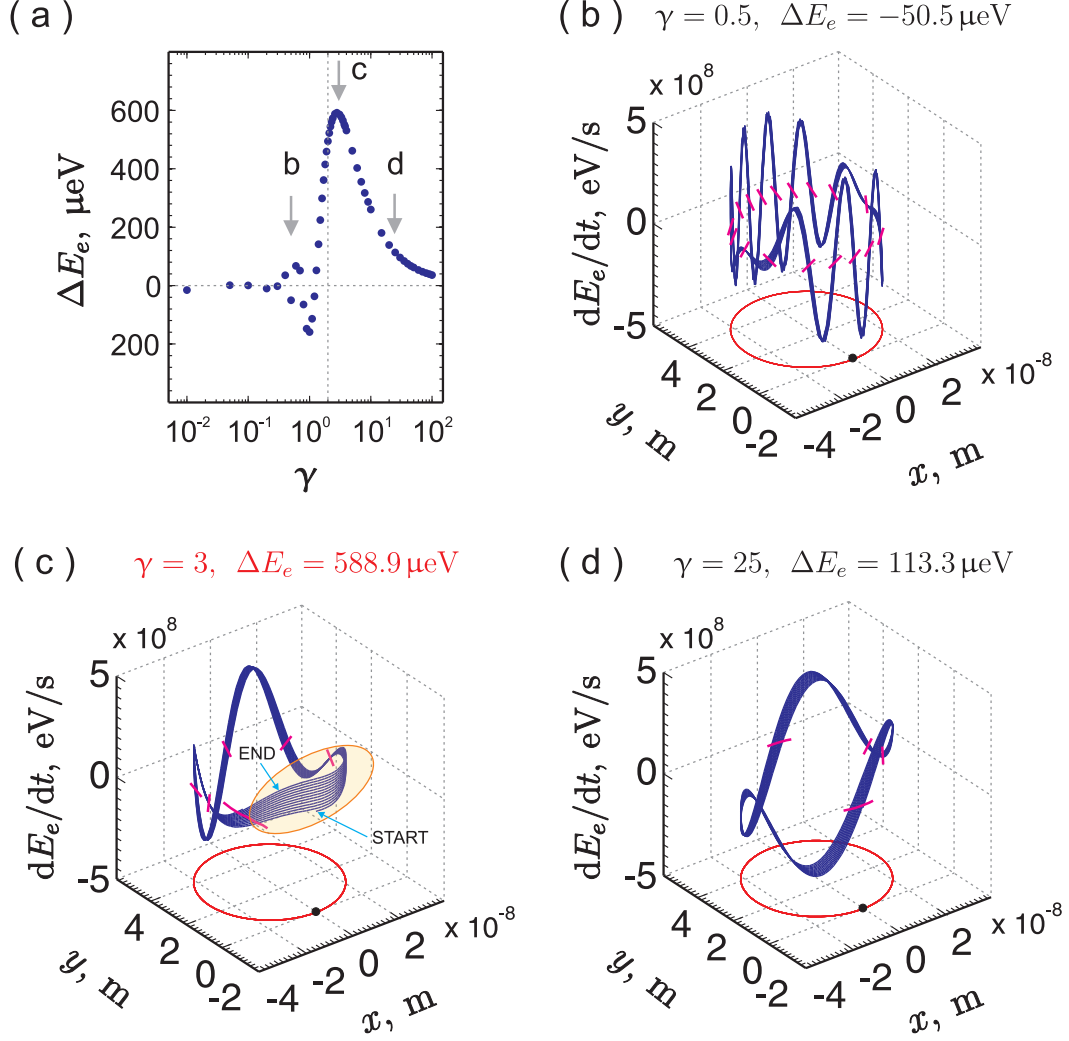 ( a )
ΔE_e, μeV
600
400
200
0
200
b
c
d
10^-2 10^-1 10^0 10^1 10^2
γ
( b ) γ = 0.5, ΔE_e = −50.5 μeV
x 10^8
dE_e/dt, eV/s
5
0
-5
4
2
0
-2
y, m
-4
-2
0
2
x 10^-8
x, m
( c ) γ = 3, ΔE_e = 588.9 μeV
x 10^8
dE_e/dt, eV/s
5
0
-5
END
START
4
2
0
-2
y, m
-4
-2
0
2
x 10^-8
x, m
( d ) γ = 25, ΔE_e = 113.3 μeV
x 10^8
dE_e/dt, eV/s
5
0
-5
4
2
0
-2
y, m
-4
-2
0
2
x 10^-8
x, m